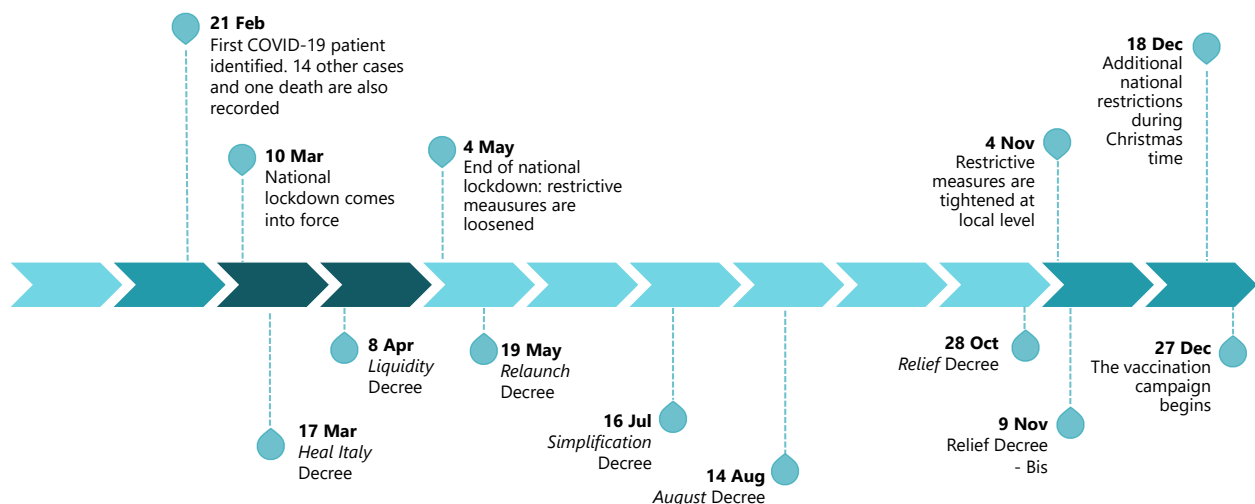 21 Feb
First COVID-19 patient
identified. 14 other cases
and one death are also
recorded
10 Mar
National
lockdown comes
into force
4 May
End of national
lockdown: restrictive
meausures are
loosened
4 Nov
Restrictive
measures are
tightened at
local level
18 Dec
Additional
national
restrictions
during
Christmas
time
17 Mar
Heal Italy
Decree
8 Apr
Liquidity
Decree
19 May
Relaunch
Decree
16 Jul
Simplification
Decree
14 Aug
August Decree
28 Oct
Relief Decree
9 Nov
Relief Decree
- Bis
27 Dec
The vaccination
campaign
begins